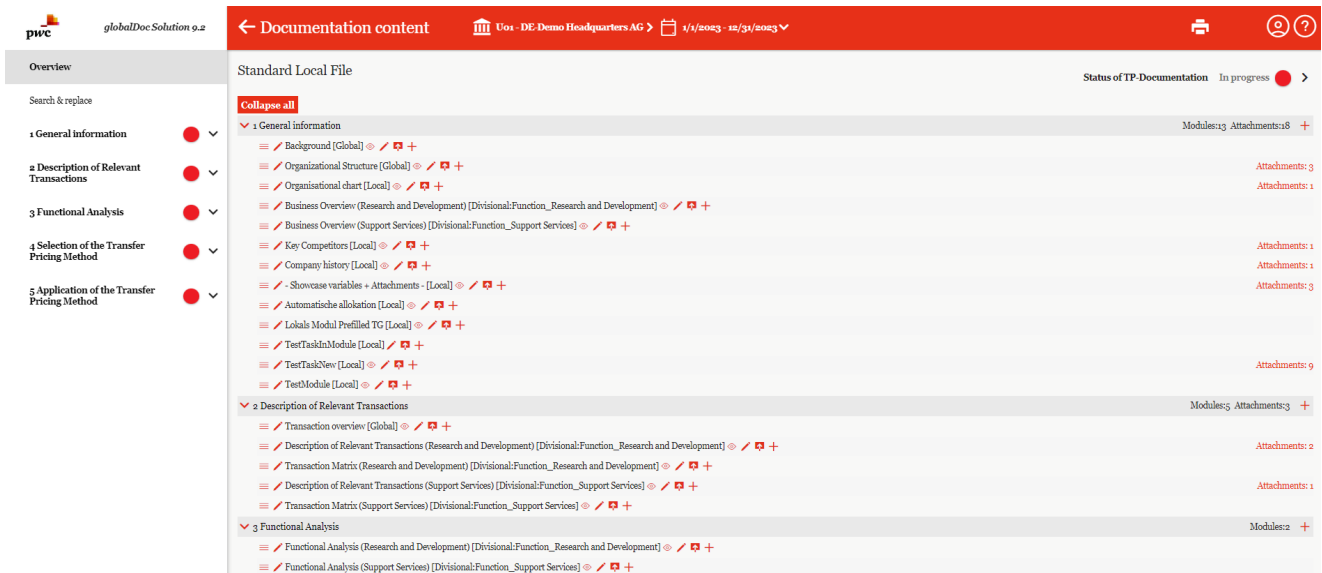 pwc
globalDoc Solution 9.2
Documentation content
U01 - DE-Demo Headquarters AG
1/1/2023 - 12/31/2023
Overview
Search & replace
1 General information
2 Description of Relevant
Transactions
3 Functional Analysis
4 Selection of the Transfer
Pricing Method
5 Application of the Transfer
Pricing Method
Standard Local File
Status of TP-Documentation In progress
Collapse all
1 General information Modules:13 Attachments:18
Background [Global]
Organizational Structure [Global] Attachments: 3
Organisational chart [Local] Attachments: 1
Business Overview (Research and Development) [Divisional:Function_Research and Development]
Business Overview (Support Services) [Divisional:Function_Support Services]
Key Competitors [Local] Attachments: 1
Company history [Local] Attachments: 1
- Showcase variables + Attachments - [Local] Attachments: 3
Automatische allokation [Local]
Lokals Modul Prefilled TG [Local]
TestTaskInModule [Local]
TestTaskNew [Local] Attachments: 9
TestModule [Local]
2 Description of Relevant Transactions Modules:5 Attachments:3
Transaction overview [Global]
Description of Relevant Transactions (Research and Development) [Divisional:Function_Research and Development] Attachments: 2
Transaction Matrix (Research and Development) [Divisional:Function_Research and Development]
Description of Relevant Transactions (Support Services) [Divisional:Function_Support Services] Attachments: 1
Transaction Matrix (Support Services) [Divisional:Function_Support Services]
3 Functional Analysis Modules:2
Functional Analysis (Research and Development) [Divisional:Function_Research and Development]
Functional Analysis (Support Services) [Divisional:Function_Support Services]